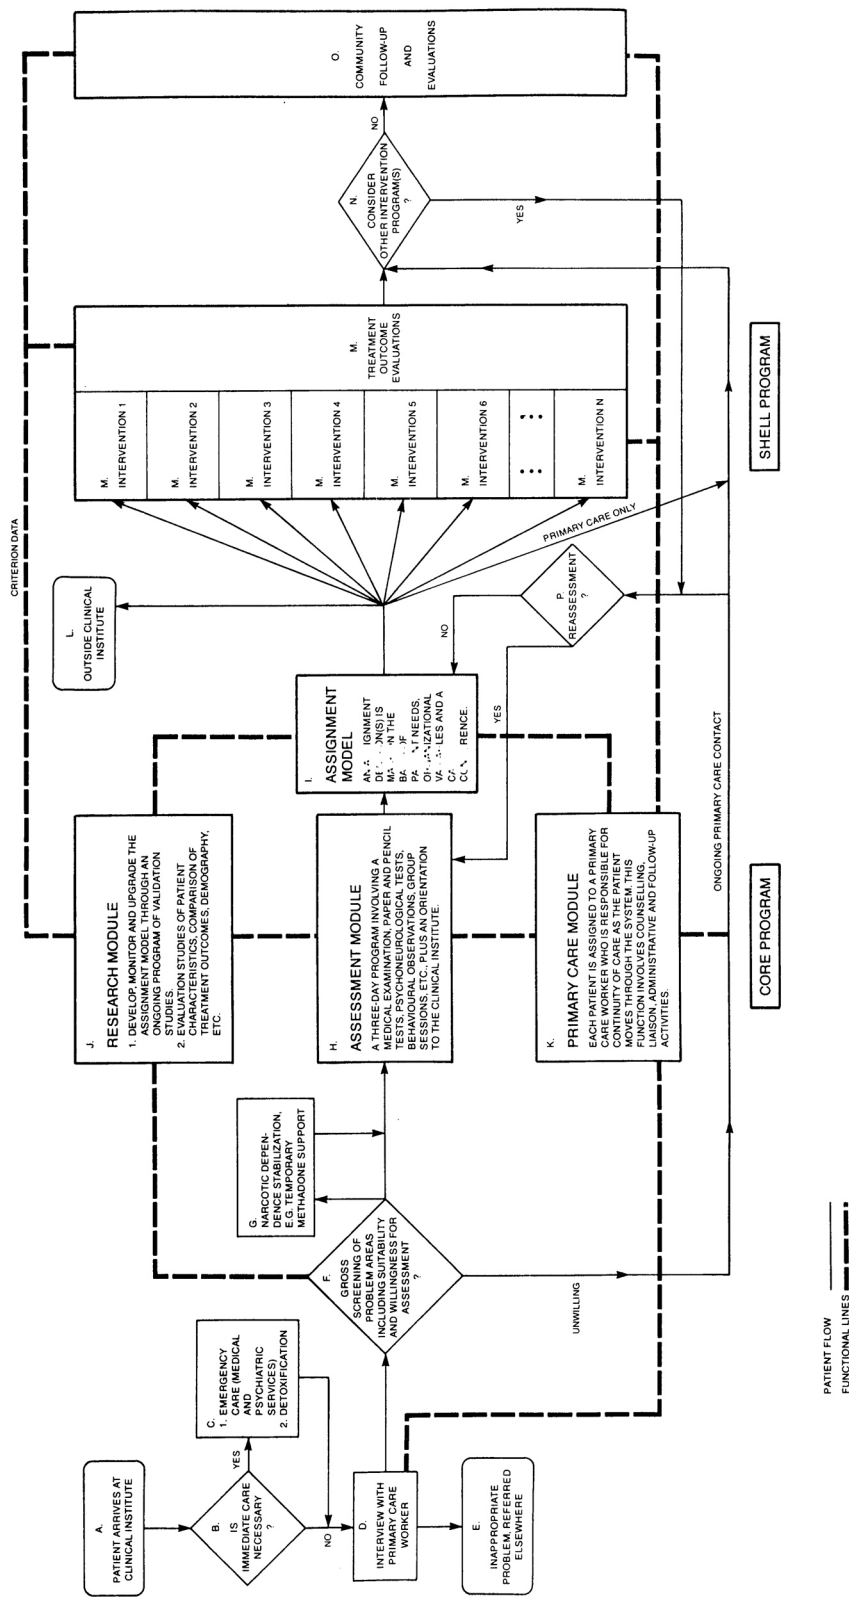 A.
PATIENT ARRIVES AT
CLINICAL INSTITUTE
B.
IS
IMMEDIATE CARE
NECESSARY
?
YES
NO
C.
1. EMERGENCY
CARE (MEDICAL
AND
PSYCHIATRIC
SERVICES)
2. DETOXIFICATION
D.
INTERVIEW WITH
PRIMARY CARE
WORKER
E.
INAPPROPRIATE
PROBLEM, REFERRED
ELSEWHERE
F.
GROSS
SCREENING OF
PROBLEM AREAS
INCLUDING SUITABILITY
AND WILLINGNESS FOR
ASSESSMENT
?
UNWILLING
G.
NARCOTIC DEPEN-
DENCE STABILIZATION,
E.G. TEMPORARY
METHADONE SUPPORT
J.
RESEARCH MODULE
1. DEVELOP, MONITOR AND UPGRADE THE
ASSIGNMENT MODEL THROUGH AN
ONGOING PROGRAM OF VALIDATION
STUDIES.
2. EVALUATION STUDIES OF PATIENT
CHARACTERISTICS, COMPARISON OF
TREATMENT OUTCOMES, DEMOGRAPHY,
ETC.
H.
ASSESSMENT MODULE
A THREE-DAY PROGRAM INVOLVING A
MEDICAL EXAMINATION, PAPER AND PENCIL
TESTS, PSYCHONEUROLOGICAL TESTS,
BEHAVIOURAL OBSERVATIONS, GROUP
SESSIONS, ETC., PLUS AN ORIENTATION
TO THE CLINICAL INSTITUTE.
K.
PRIMARY CARE MODULE
EACH PATIENT IS ASSIGNED TO A PRIMARY
CARE WORKER WHO IS RESPONSIBLE FOR
CONTINUITY OF CARE AS THE PATIENT
MOVES THROUGH THE SYSTEM. THIS
FUNCTION INVOLVES COUNSELLING,
LIAISON, ADMINISTRATIVE AND FOLLOW-UP
ACTIVITIES.
I.
ASSIGNMENT
MODEL
IS
THE
NEEDS,
AND A
L.
OUTSIDE CLINICAL
INSTITUTE
CRITERION DATA
NO
YES
P.
REASSESSMENT
?
PRIMARY CARE ONLY
M.
INTERVENTION 1
M.
INTERVENTION 2
M.
INTERVENTION 3
M.
INTERVENTION 4
M.
INTERVENTION 5
M.
INTERVENTION 6
M.
INTERVENTION N
M.
TREATMENT
OUTCOME
EVALUATIONS
N.
CONSIDER
OTHER INTERVENTION
PROGRAM(S)
?
NO
YES
O.
COMMUNITY
FOLLOW-UP
AND
EVALUATIONS
ONGOING PRIMARY CARE CONTACT
CORE PROGRAM
SHELL PROGRAM
PATIENT FLOW
FUNCTIONAL LINES